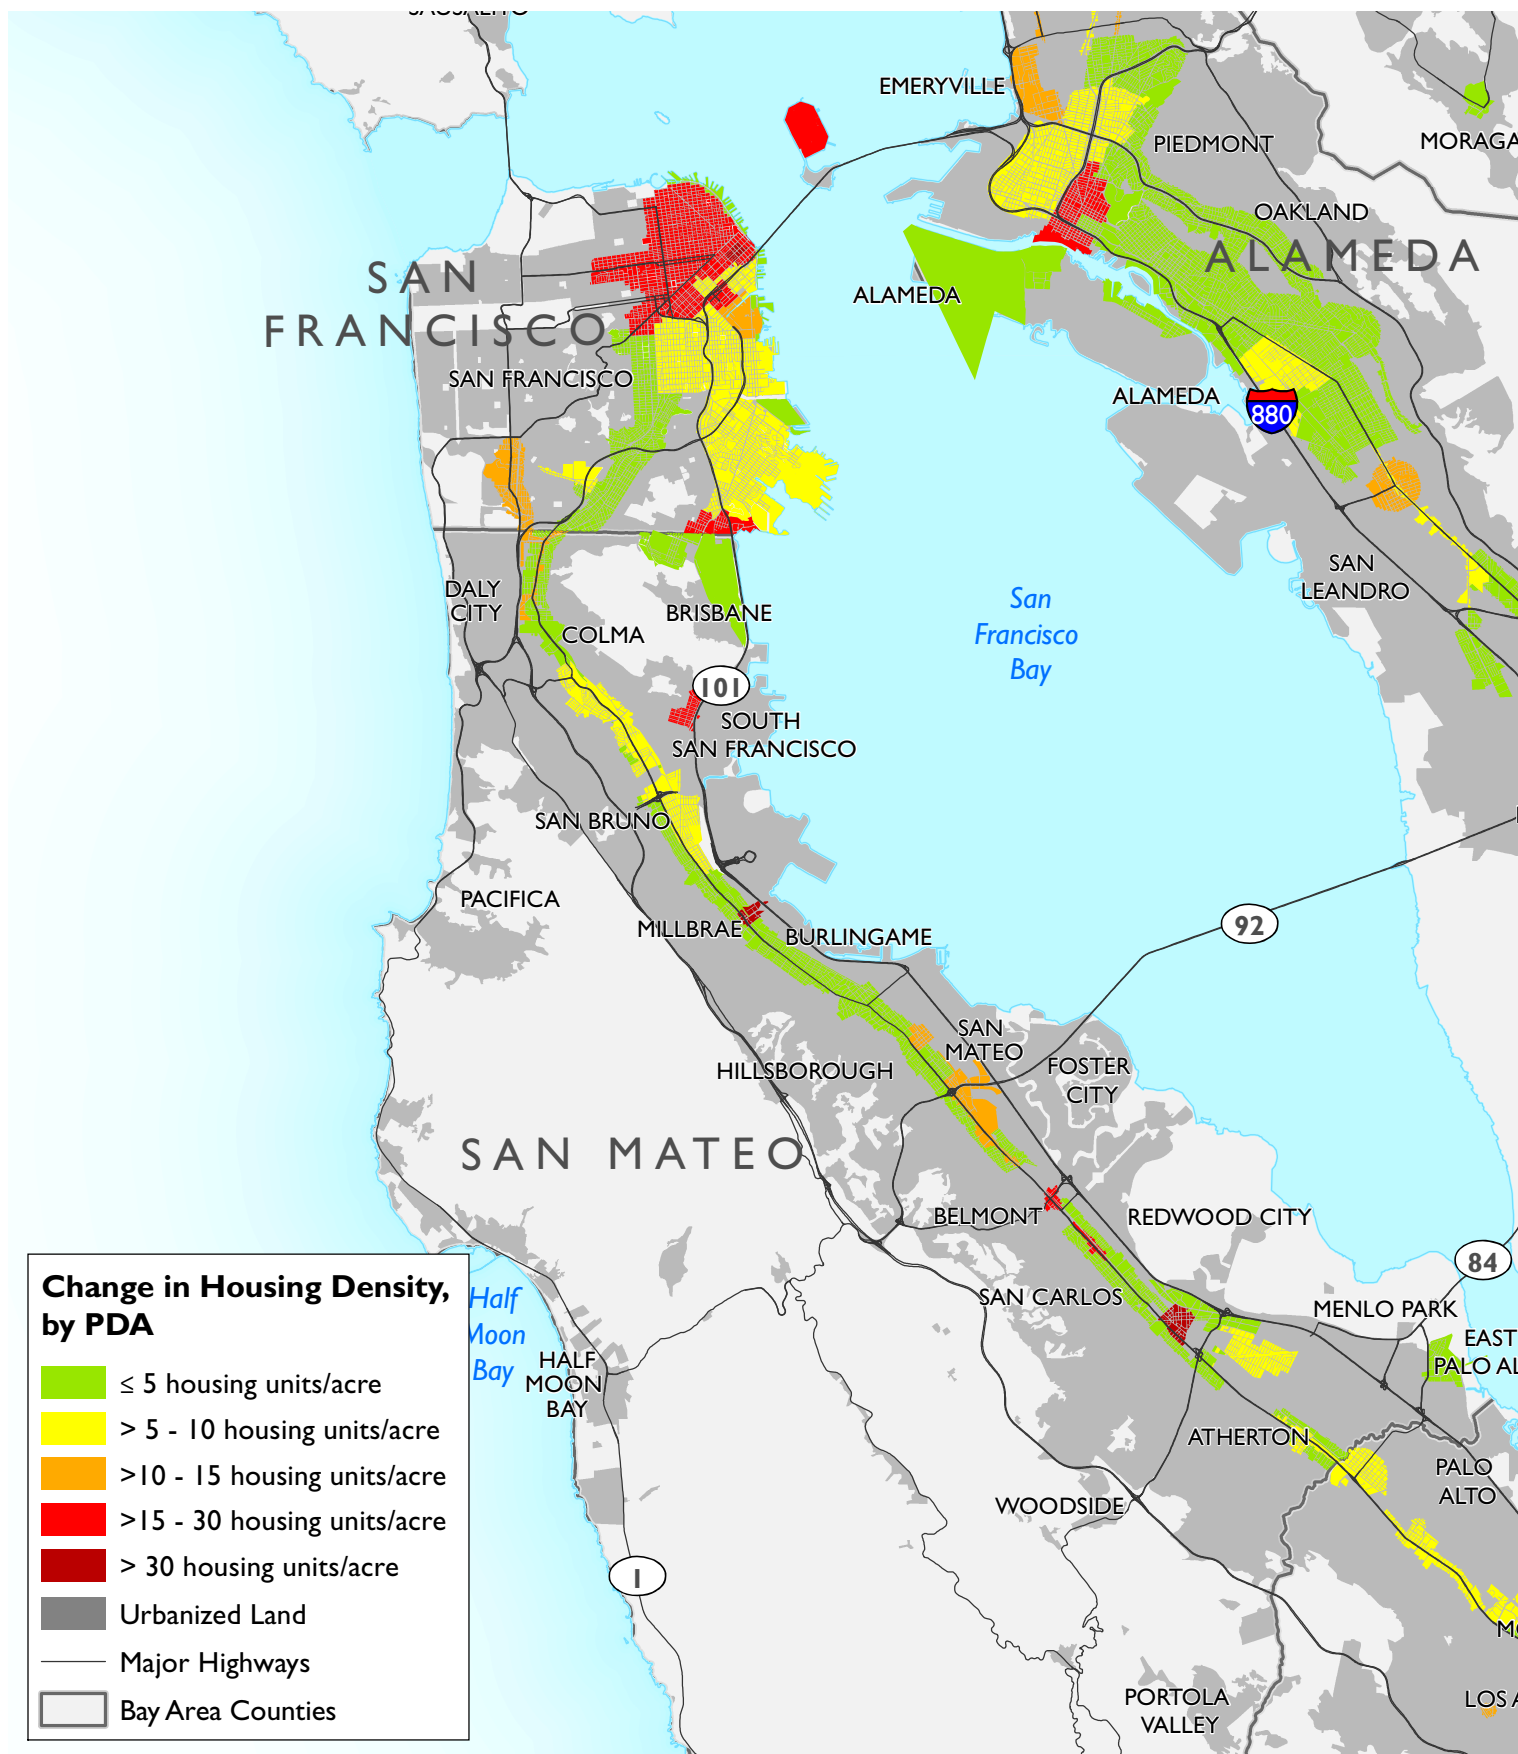 EMERYVILLE
MORAGA
PIEDMONT
OAKLAND
ALAMEDA
SAN
FRANCISCO
ALAMEDA
SAN FRANCISCO
ALAMEDA
880
SAN
LEANDRO
DALY
CITY
BRISBANE
COLMA
San
Francisco
Bay
101
SOUTH
SAN FRANCISCO
SAN BRUNO
PACIFICA
MILLBRAE
BURLINGAME
92
SAN
MATEO
HILLSBOROUGH
FOSTER
CITY
SAN MATEO
BELMONT
REDWOOD CITY
84
SAN CARLOS
MENLO PARK
EAST
PALO AL
Half
Moon
Bay
HALF
MOON
BAY
ATHERTON
PALO
ALTO
WOODSIDE
1
PORTOLA
VALLEY
LOS A
Change in Housing Density,
by PDA
≤ 5 housing units/acre
> 5 - 10 housing units/acre
>10 - 15 housing units/acre
>15 - 30 housing units/acre
> 30 housing units/acre
Urbanized Land
Major Highways
Bay Area Counties